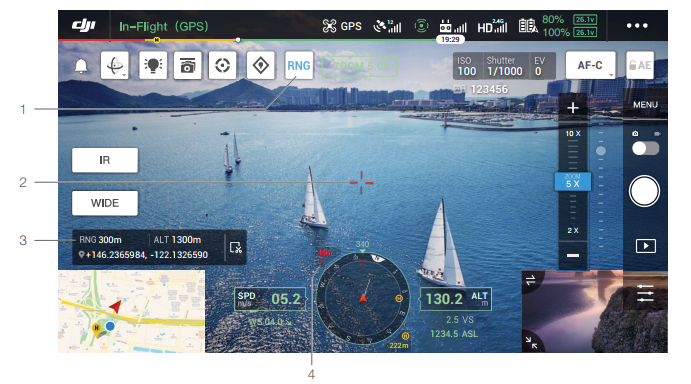 dji In-Flight (GPS) GPS 12 2.4G HD 80% 26.1v
100% 26.1v
N 19:29
RNG ZOOM 5.0X ISO 100 Shutter 1/1000 EV 0 AF-C AE
123456
1
+ MENU
10 X
IR
2
ZOOM
5 X
WIDE
2 X
3
RNG 300m ALT 1300m
+146.2365984, -122.1326590
340
SPD m/s 05.2 130.2 ALT m
WS 04.0 2.5 VS
1234.5 ASL
H
222m
4